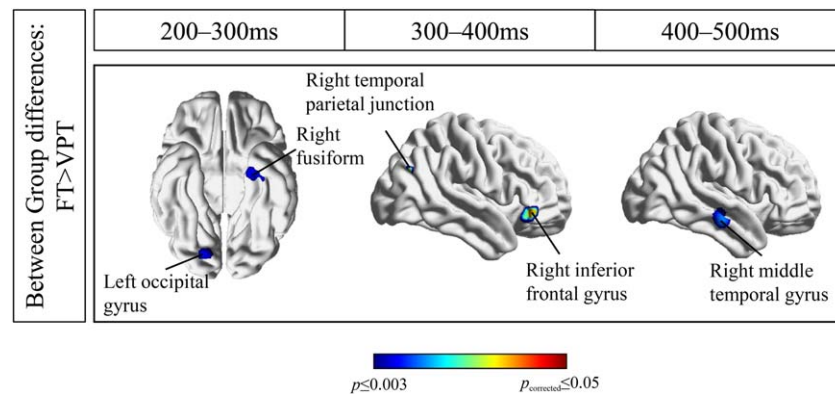 Between Group differences:
FT>VPT
200–300ms
300–400ms
400–500ms
Right
fusiform
Left occipital
gyrus
Right temporal
parietal junction
Right inferior
frontal gyrus
Right middle
temporal gyrus
p≤0.003
pcorrected≤0.05